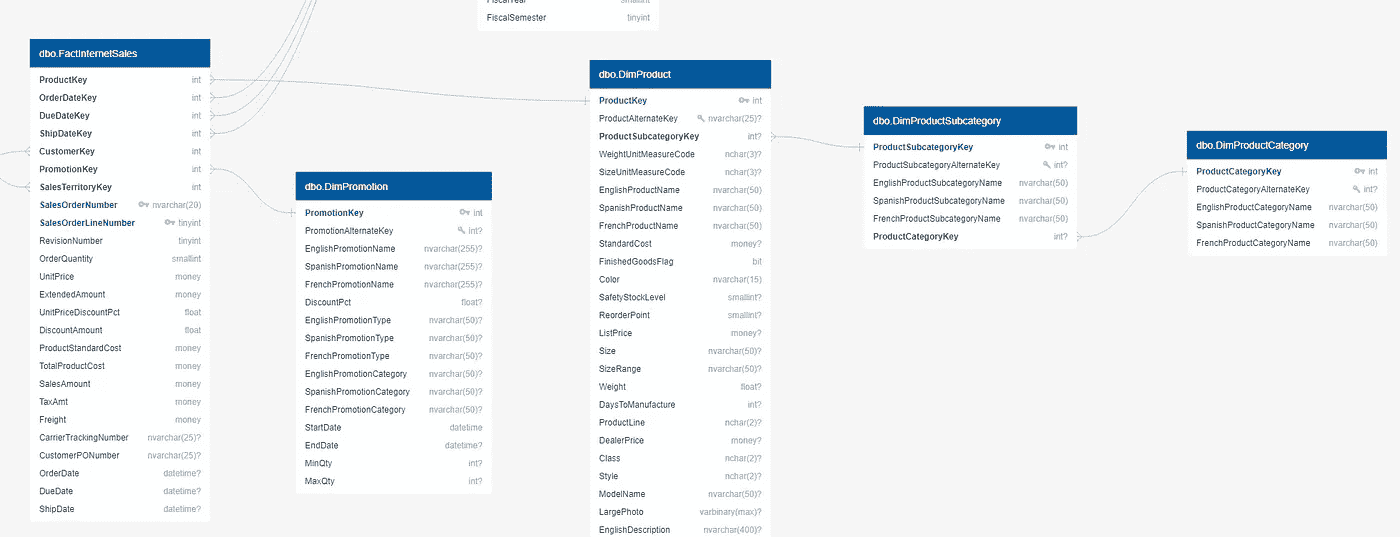 FiscalYear smallint
FiscalSemester tinyint
dbo.FactInternetSales
ProductKey int
OrderDateKey int
DueDateKey int
ShipDateKey int
CustomerKey int
PromotionKey int
SalesTerritoryKey int
SalesOrderNumber nvarchar(20)
SalesOrderLineNumber tinyint
RevisionNumber tinyint
OrderQuantity smallint
UnitPrice money
ExtendedAmount money
UnitPriceDiscountPct float
DiscountAmount float
ProductStandardCost money
TotalProductCost money
SalesAmount money
TaxAmt money
Freight money
CarrierTrackingNumber nvarchar(25)?
CustomerPONumber nvarchar(25)?
OrderDate datetime?
DueDate datetime?
ShipDate datetime?
dbo.DimPromotion
PromotionKey int
PromotionAlternateKey int?
EnglishPromotionName nvarchar(255)?
SpanishPromotionName nvarchar(255)?
FrenchPromotionName nvarchar(255)?
DiscountPct float?
EnglishPromotionType nvarchar(50)?
SpanishPromotionType nvarchar(50)?
FrenchPromotionType nvarchar(50)?
EnglishPromotionCategory nvarchar(50)?
SpanishPromotionCategory nvarchar(50)?
FrenchPromotionCategory nvarchar(50)?
StartDate datetime
EndDate datetime?
MinQty int?
MaxQty int?
dbo.DimProduct
ProductKey int
ProductAlternateKey nvarchar(25)?
ProductSubcategoryKey int?
WeightUnitMeasureCode nchar(3)?
SizeUnitMeasureCode nchar(3)?
EnglishProductName nvarchar(50)
SpanishProductName nvarchar(50)
FrenchProductName nvarchar(50)
StandardCost money?
FinishedGoodsFlag bit
Color nvarchar(15)
SafetyStockLevel smallint?
ReorderPoint smallint?
ListPrice money?
Size nvarchar(50)?
SizeRange nvarchar(50)?
Weight float?
DaysToManufacture int?
ProductLine nchar(2)?
DealerPrice money?
Class nchar(2)?
Style nchar(2)?
ModelName nvarchar(50)?
LargePhoto varbinary(max)?
EnglishDescription nvarchar(400)?
dbo.DimProductSubcategory
ProductSubcategoryKey int
ProductSubcategoryAlternateKey int?
EnglishProductSubcategoryName nvarchar(50)
SpanishProductSubcategoryName nvarchar(50)
FrenchProductSubcategoryName nvarchar(50)
ProductCategoryKey int?
dbo.DimProductCategory
ProductCategoryKey int
ProductCategoryAlternateKey int?
EnglishProductCategoryName nvarchar(50)
SpanishProductCategoryName nvarchar(50)
FrenchProductCategoryName nvarchar(50)